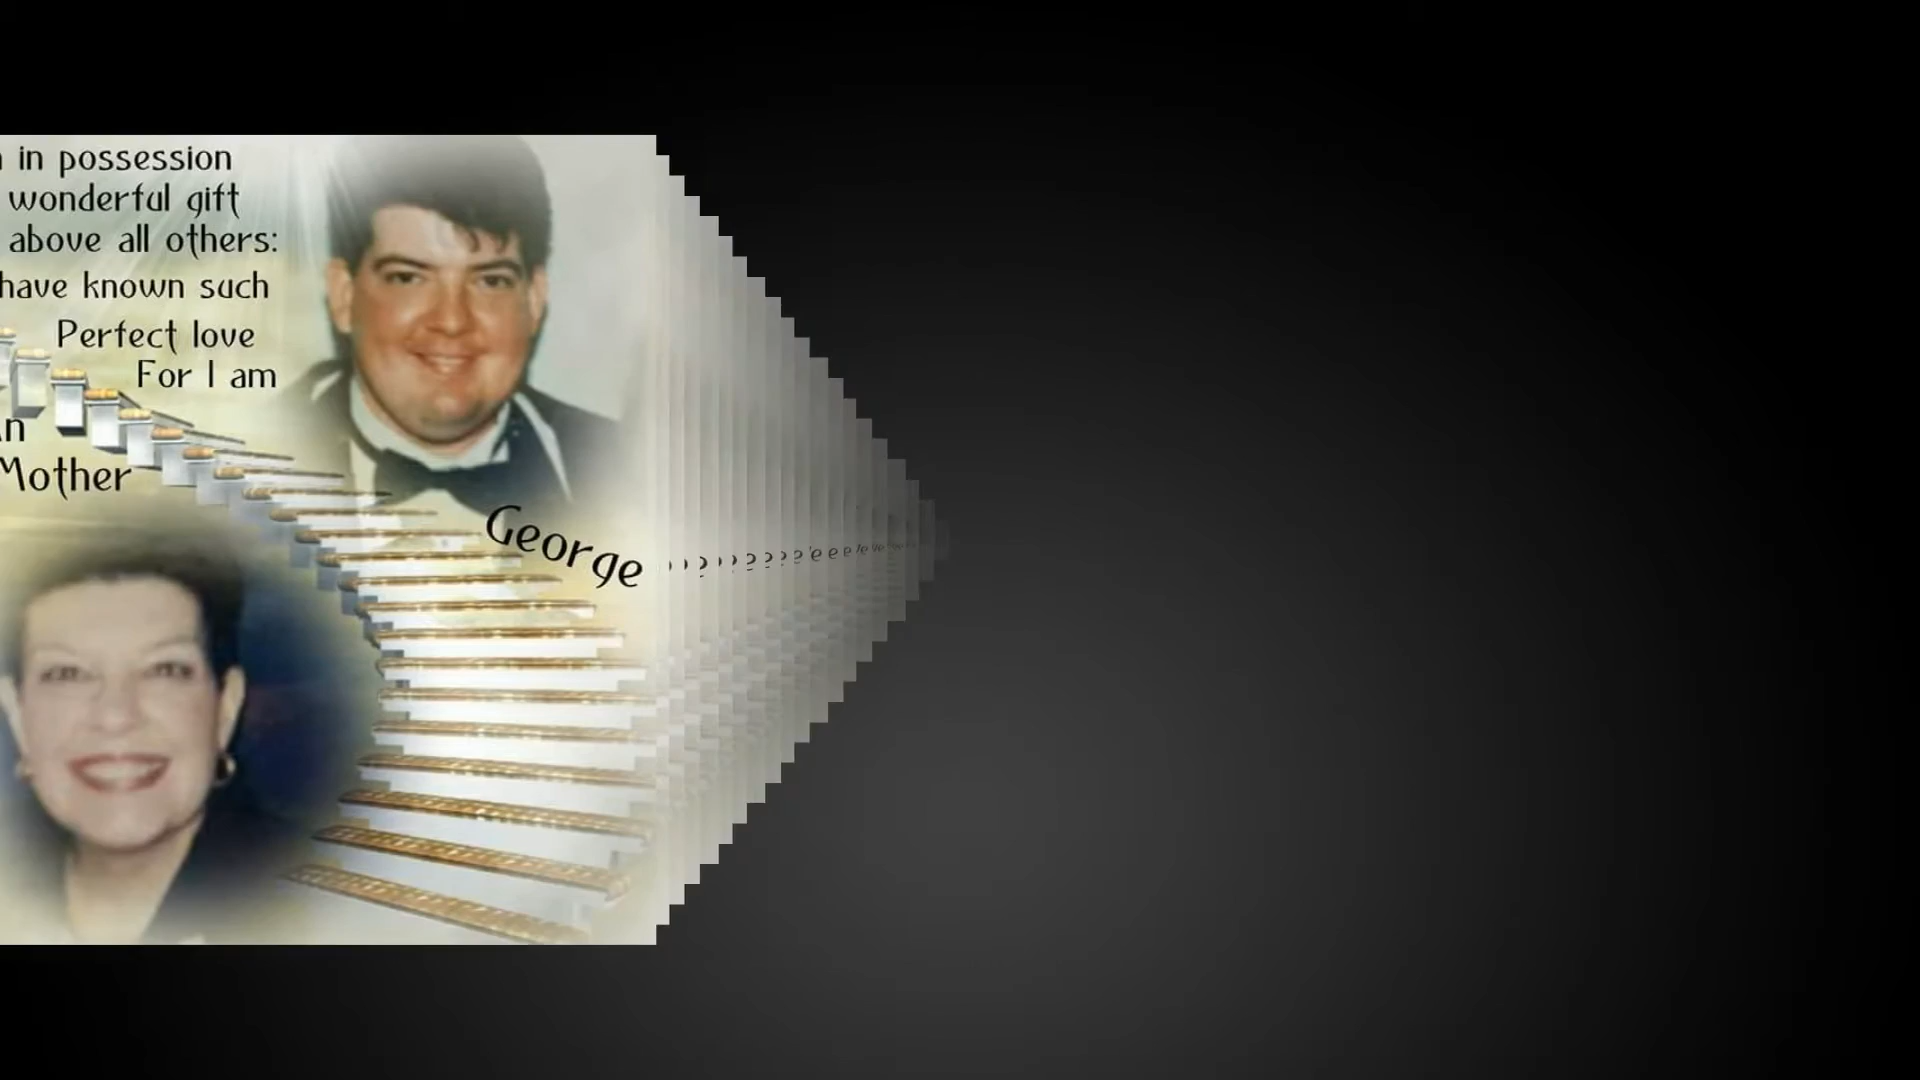 in possession
wonderful gift
above all others:
have known such
Perfect love
For I am
Mother
George